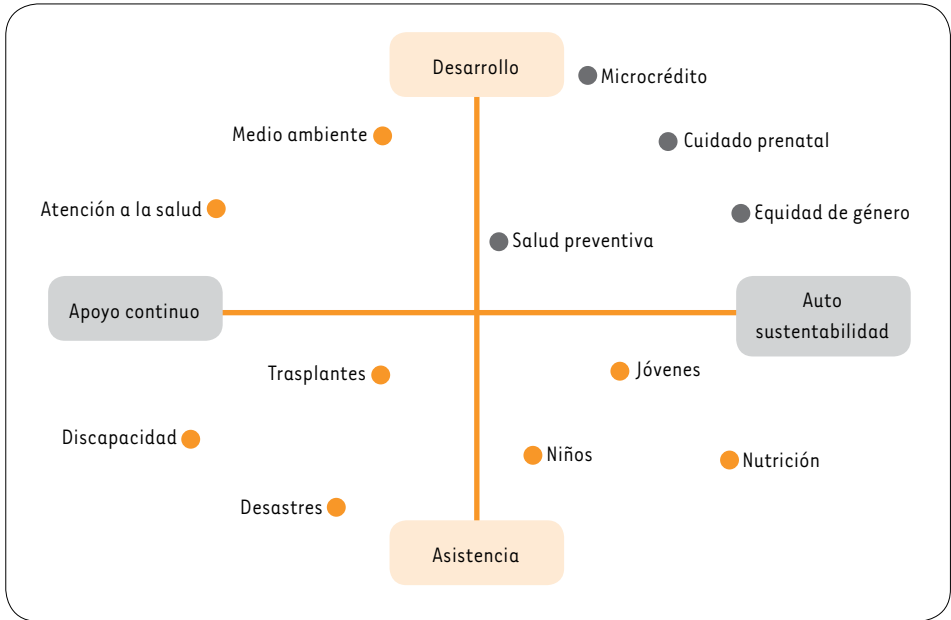 Desarrollo
Microcrédito
Medio ambiente
Cuidado prenatal
Atención a la salud
Equidad de género
Salud preventiva
Apoyo continuo
Auto
sustentabilidad
Trasplantes
Jóvenes
Discapacidad
Niños
Nutrición
Desastres
Asistencia